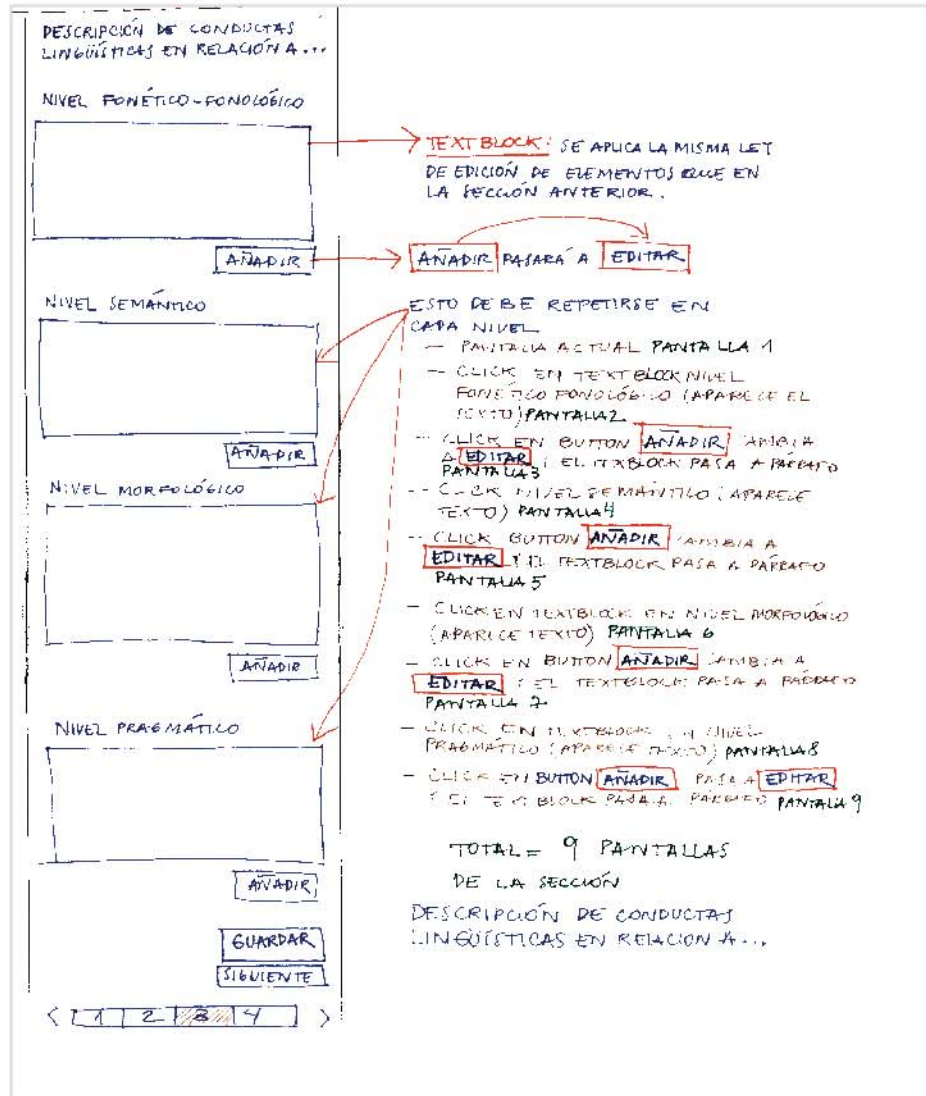 DESCRIPCIÓN DE CONDUCTAS
LINGÜÍSTICAS EN RELACIÓN A...
NIVEL FONÉTICO-FONOLÓGICO
AÑADIR
NIVEL SEMÁNTICO
AÑADIR
NIVEL MORFOLÓGICO
AÑADIR
NIVEL PRAGMÁTICO
AÑADIR
GUARDAR
SIGUIENTE
< 1 2 3 4 >
TEXT BLOCK: SE APLICA LA MISMA LEY
DE EDICIÓN DE ELEMENTOS QUE EN
LA SECCIÓN ANTERIOR.
AÑADIR PASARÁ A EDITAR
ESTO DEBE REPETIRSE EN
CADA NIVEL
- PANTALLA ACTUAL PANTALLA 1
- CLICK EN TEXTBLOCK NIVEL
FONÉTICO FONOLÓGICO (APARECE EL
TEXTO) PANTALLA 2
- CLICK EN BUTTON AÑADIR CAMBIA
A EDITAR Y EL TEXBLOCK PASA A PÁRRAFO
PANTALLA 3
- CLICK NIVEL SEMÁNTICO (APARECE
TEXTO) PANTALLA 4
- CLICK BUTTON AÑADIR CAMBIA A
EDITAR Y EL TEXTBLOCK PASA A PÁRRAFO
PANTALLA 5
- CLICK EN TEXTBLOCK EN NIVEL MORFOLÓGICO
(APARECE TEXTO) PANTALLA 6
- CLICK EN BUTTON AÑADIR CAMBIA A
EDITAR Y EL TEXTBLOCK PASA A PÁRRAFO
PANTALLA 7
- CLICK EN TEXTBLOCK EN NIVEL
PRAGMÁTICO (APARECE TEXTO) PANTALLA 8
- CLICK EN BUTTON AÑADIR PASA A EDITAR
Y EL TEXTBLOCK PASA A PÁRRAFO PANTALLA 9
TOTAL = 9 PANTALLAS
DE LA SECCIÓN
DESCRIPCIÓN DE CONDUCTAS
LINGÜÍSTICAS EN RELACIÓN A...